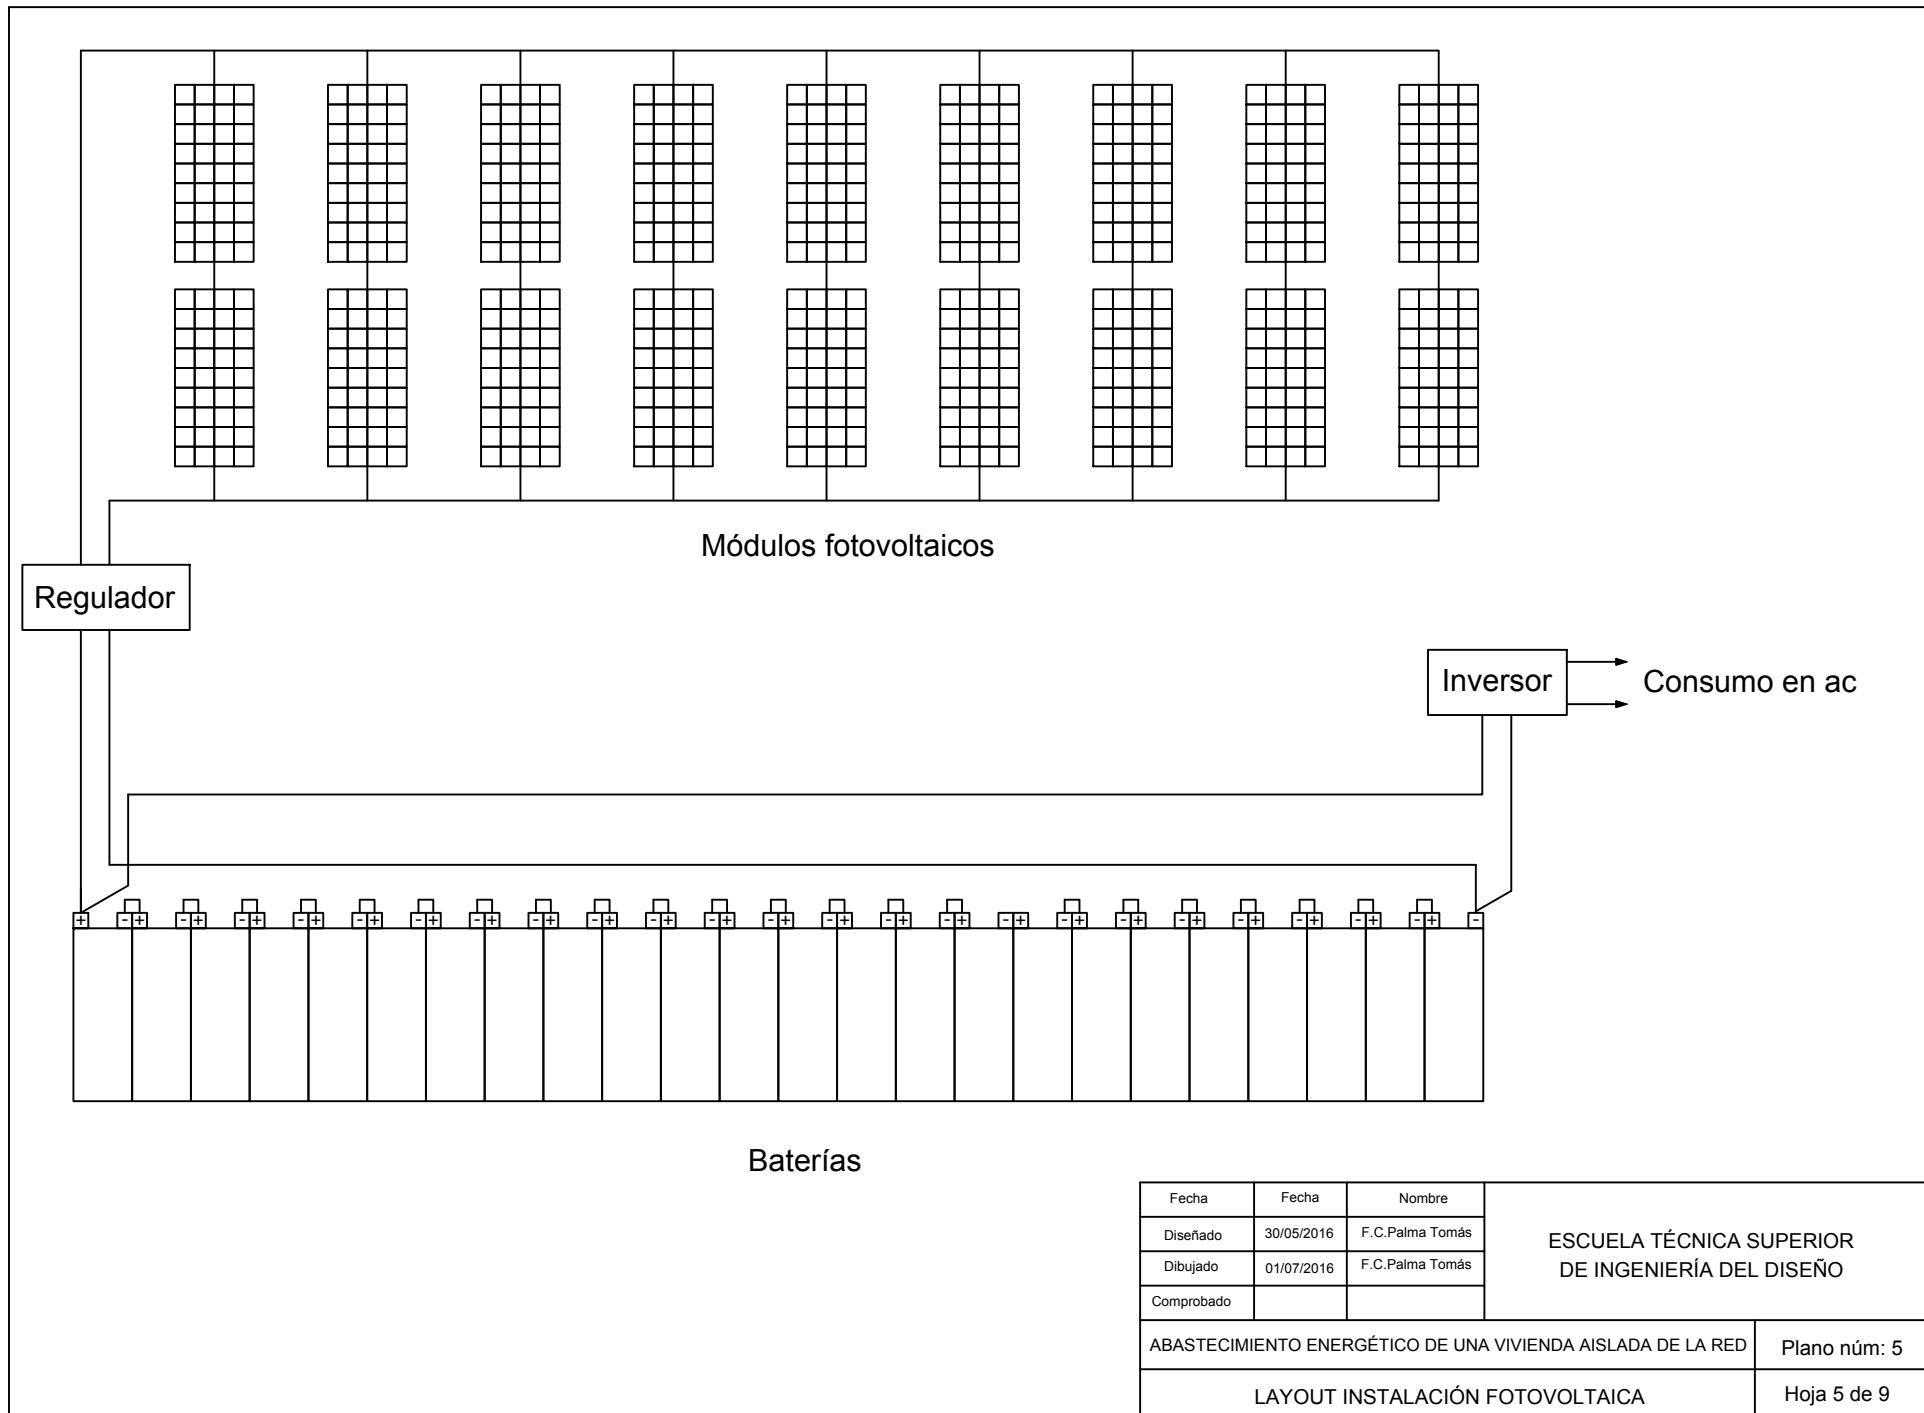 Módulos fotovoltaicos
Regulador
Inversor
Consumo en ac
+ -+ -+ -+ -+ -+ -+ -+ -+ -+ -+ -+ -+ -+ -+ -+ -+ -+ -+ -+ -+ -+ -+ -+ -
Baterías
Fecha Fecha Nombre
Diseñado 30/05/2016 F.C.Palma Tomás
Dibujado 01/07/2016 F.C.Palma Tomás
Comprobado
ESCUELA TÉCNICA SUPERIOR
DE INGENIERÍA DEL DISEÑO
ABASTECIMIENTO ENERGÉTICO DE UNA VIVIENDA AISLADA DE LA RED
Plano núm: 5
LAYOUT INSTALACIÓN FOTOVOLTAICA
Hoja 5 de 9